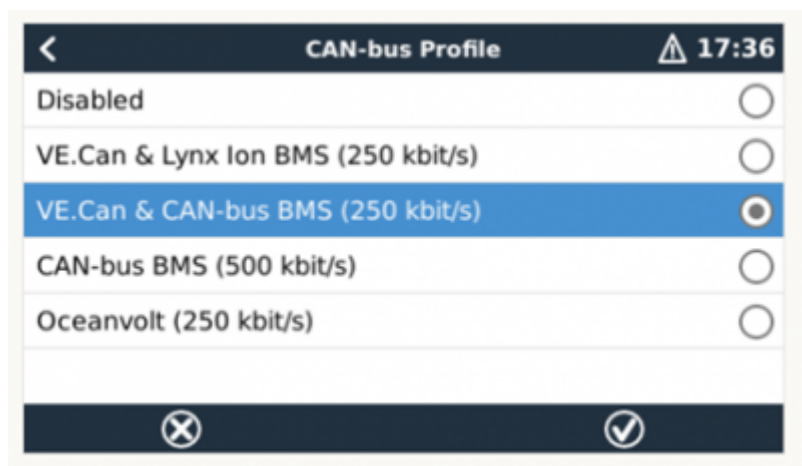 CAN-bus Profile 17:36
Disabled
VE.Can & Lynx Ion BMS (250 kbit/s)
VE.Can & CAN-bus BMS (250 kbit/s)
CAN-bus BMS (500 kbit/s)
Oceanvolt (250 kbit/s)